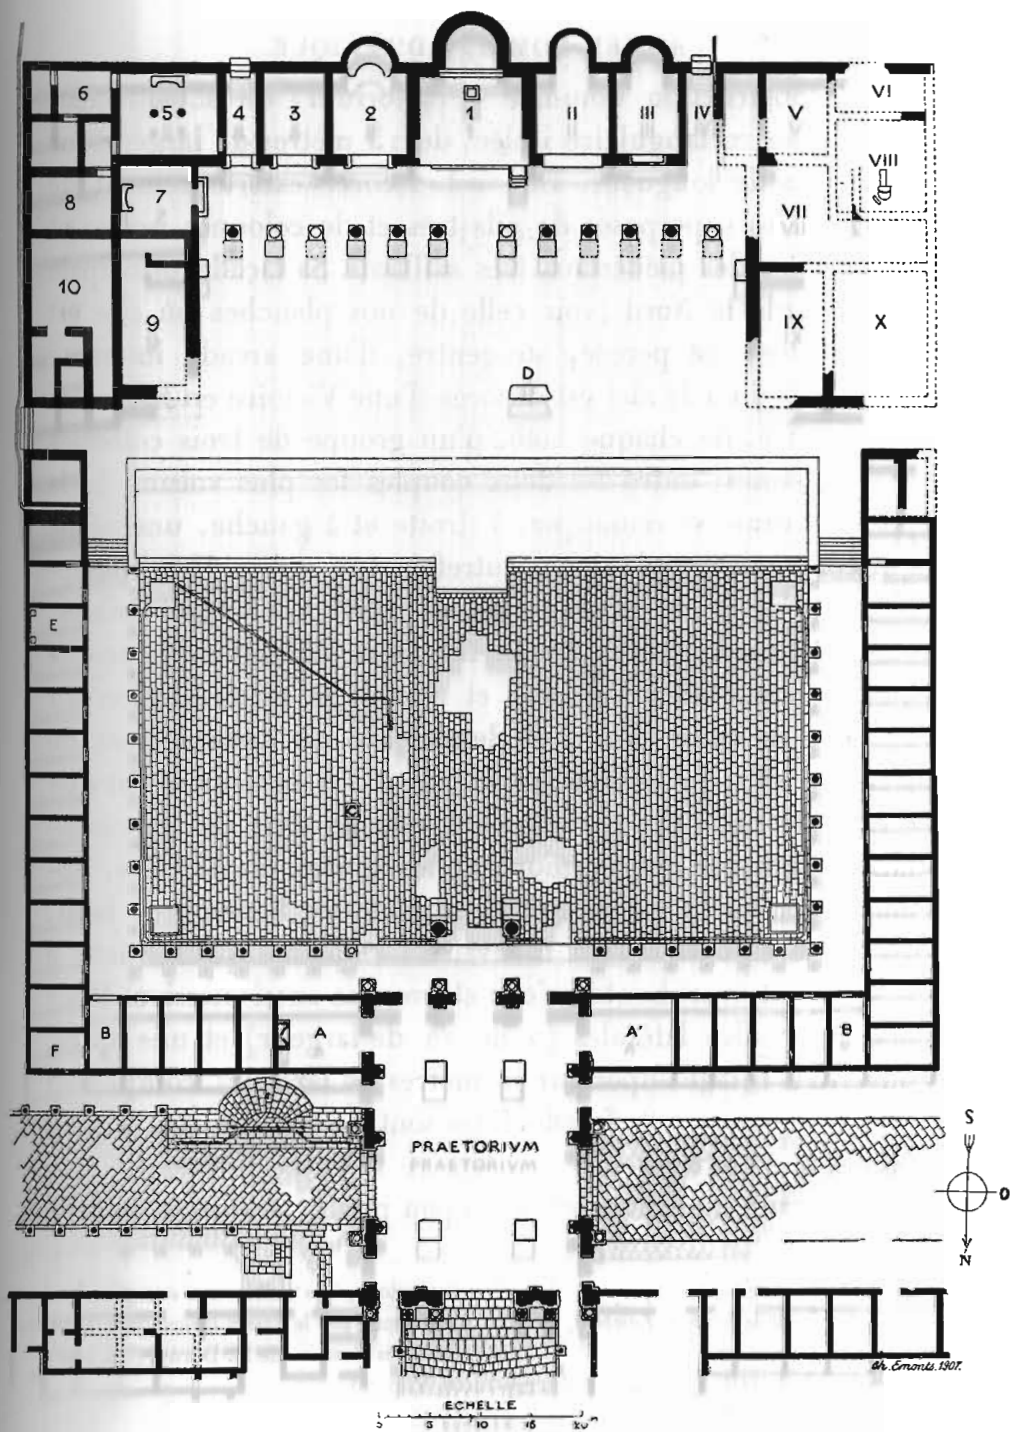 6 5 4 3 2 1 II III IV V VI
VIII
8 7 VII
10 9 IX X
D
E
C
B A A' B
F
PRAETORIVM
S
O
N
Ch. Emonts. 1907.
ECHELLE
5 10 15 20 m